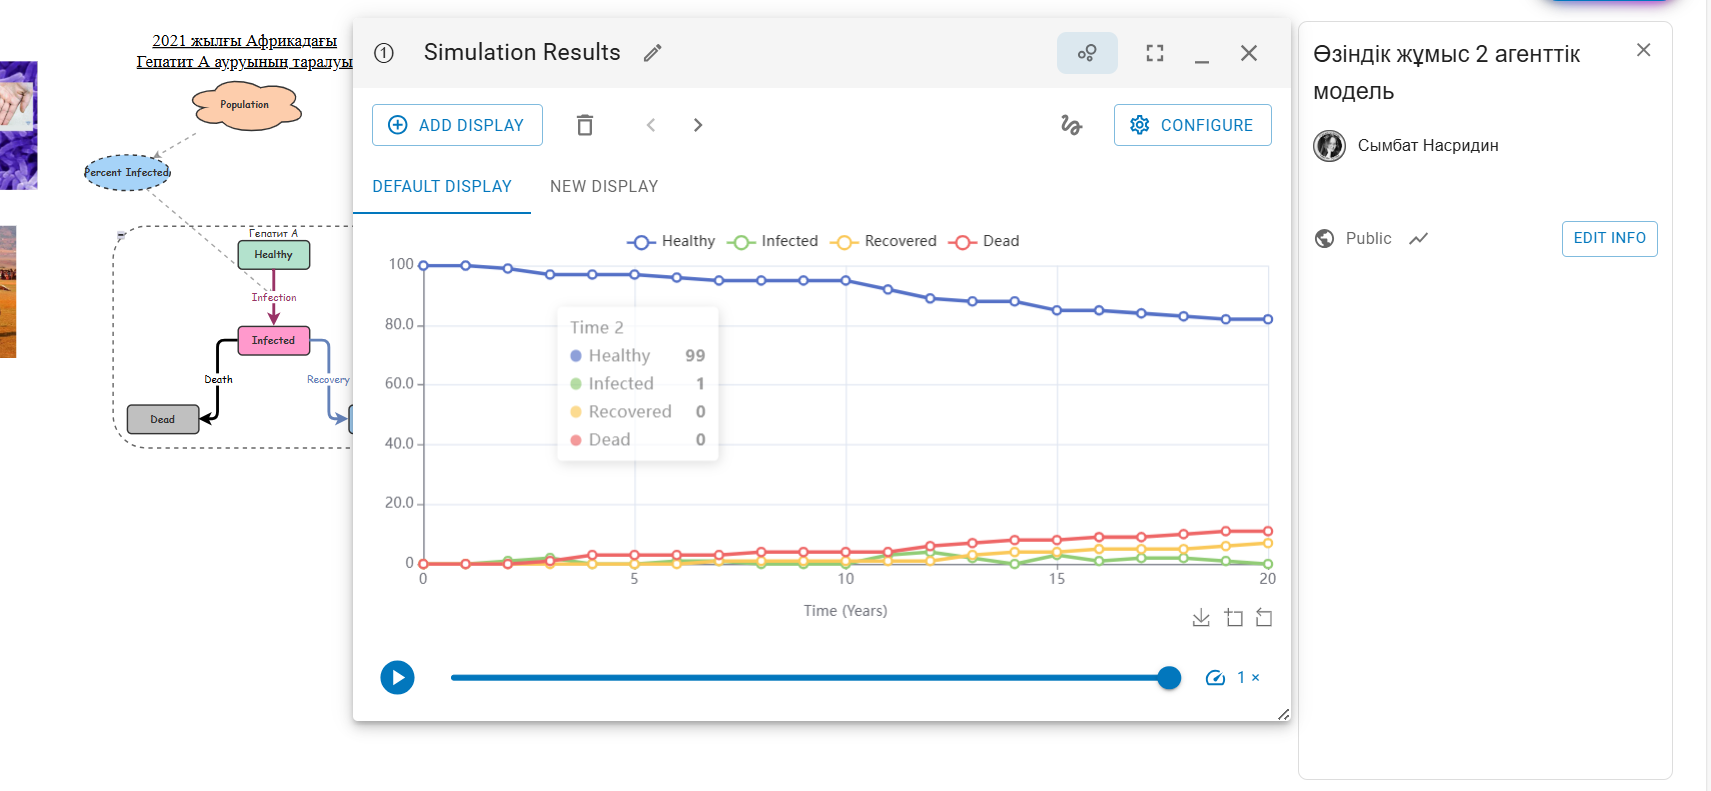 2021 жылғы Африкадағы
Гепатит А ауруының таралуы
Population
Percent Infected
Гепатит А
Healthy
Infection
Infected
Death
Recovery
Dead
1
Simulation Results
ADD DISPLAY
CONFIGURE
DEFAULT DISPLAY
NEW DISPLAY
Healthy
Infected
Recovered
Dead
100
80.0
60.0
40.0
20.0
0
Time 2
Healthy 99
Infected 1
Recovered 0
Dead 0
0
5
10
15
20
Time (Years)
1 ×
Өзіндік жұмыс 2 агенттік
модель
Сымбат Насридин
Public
EDIT INFO